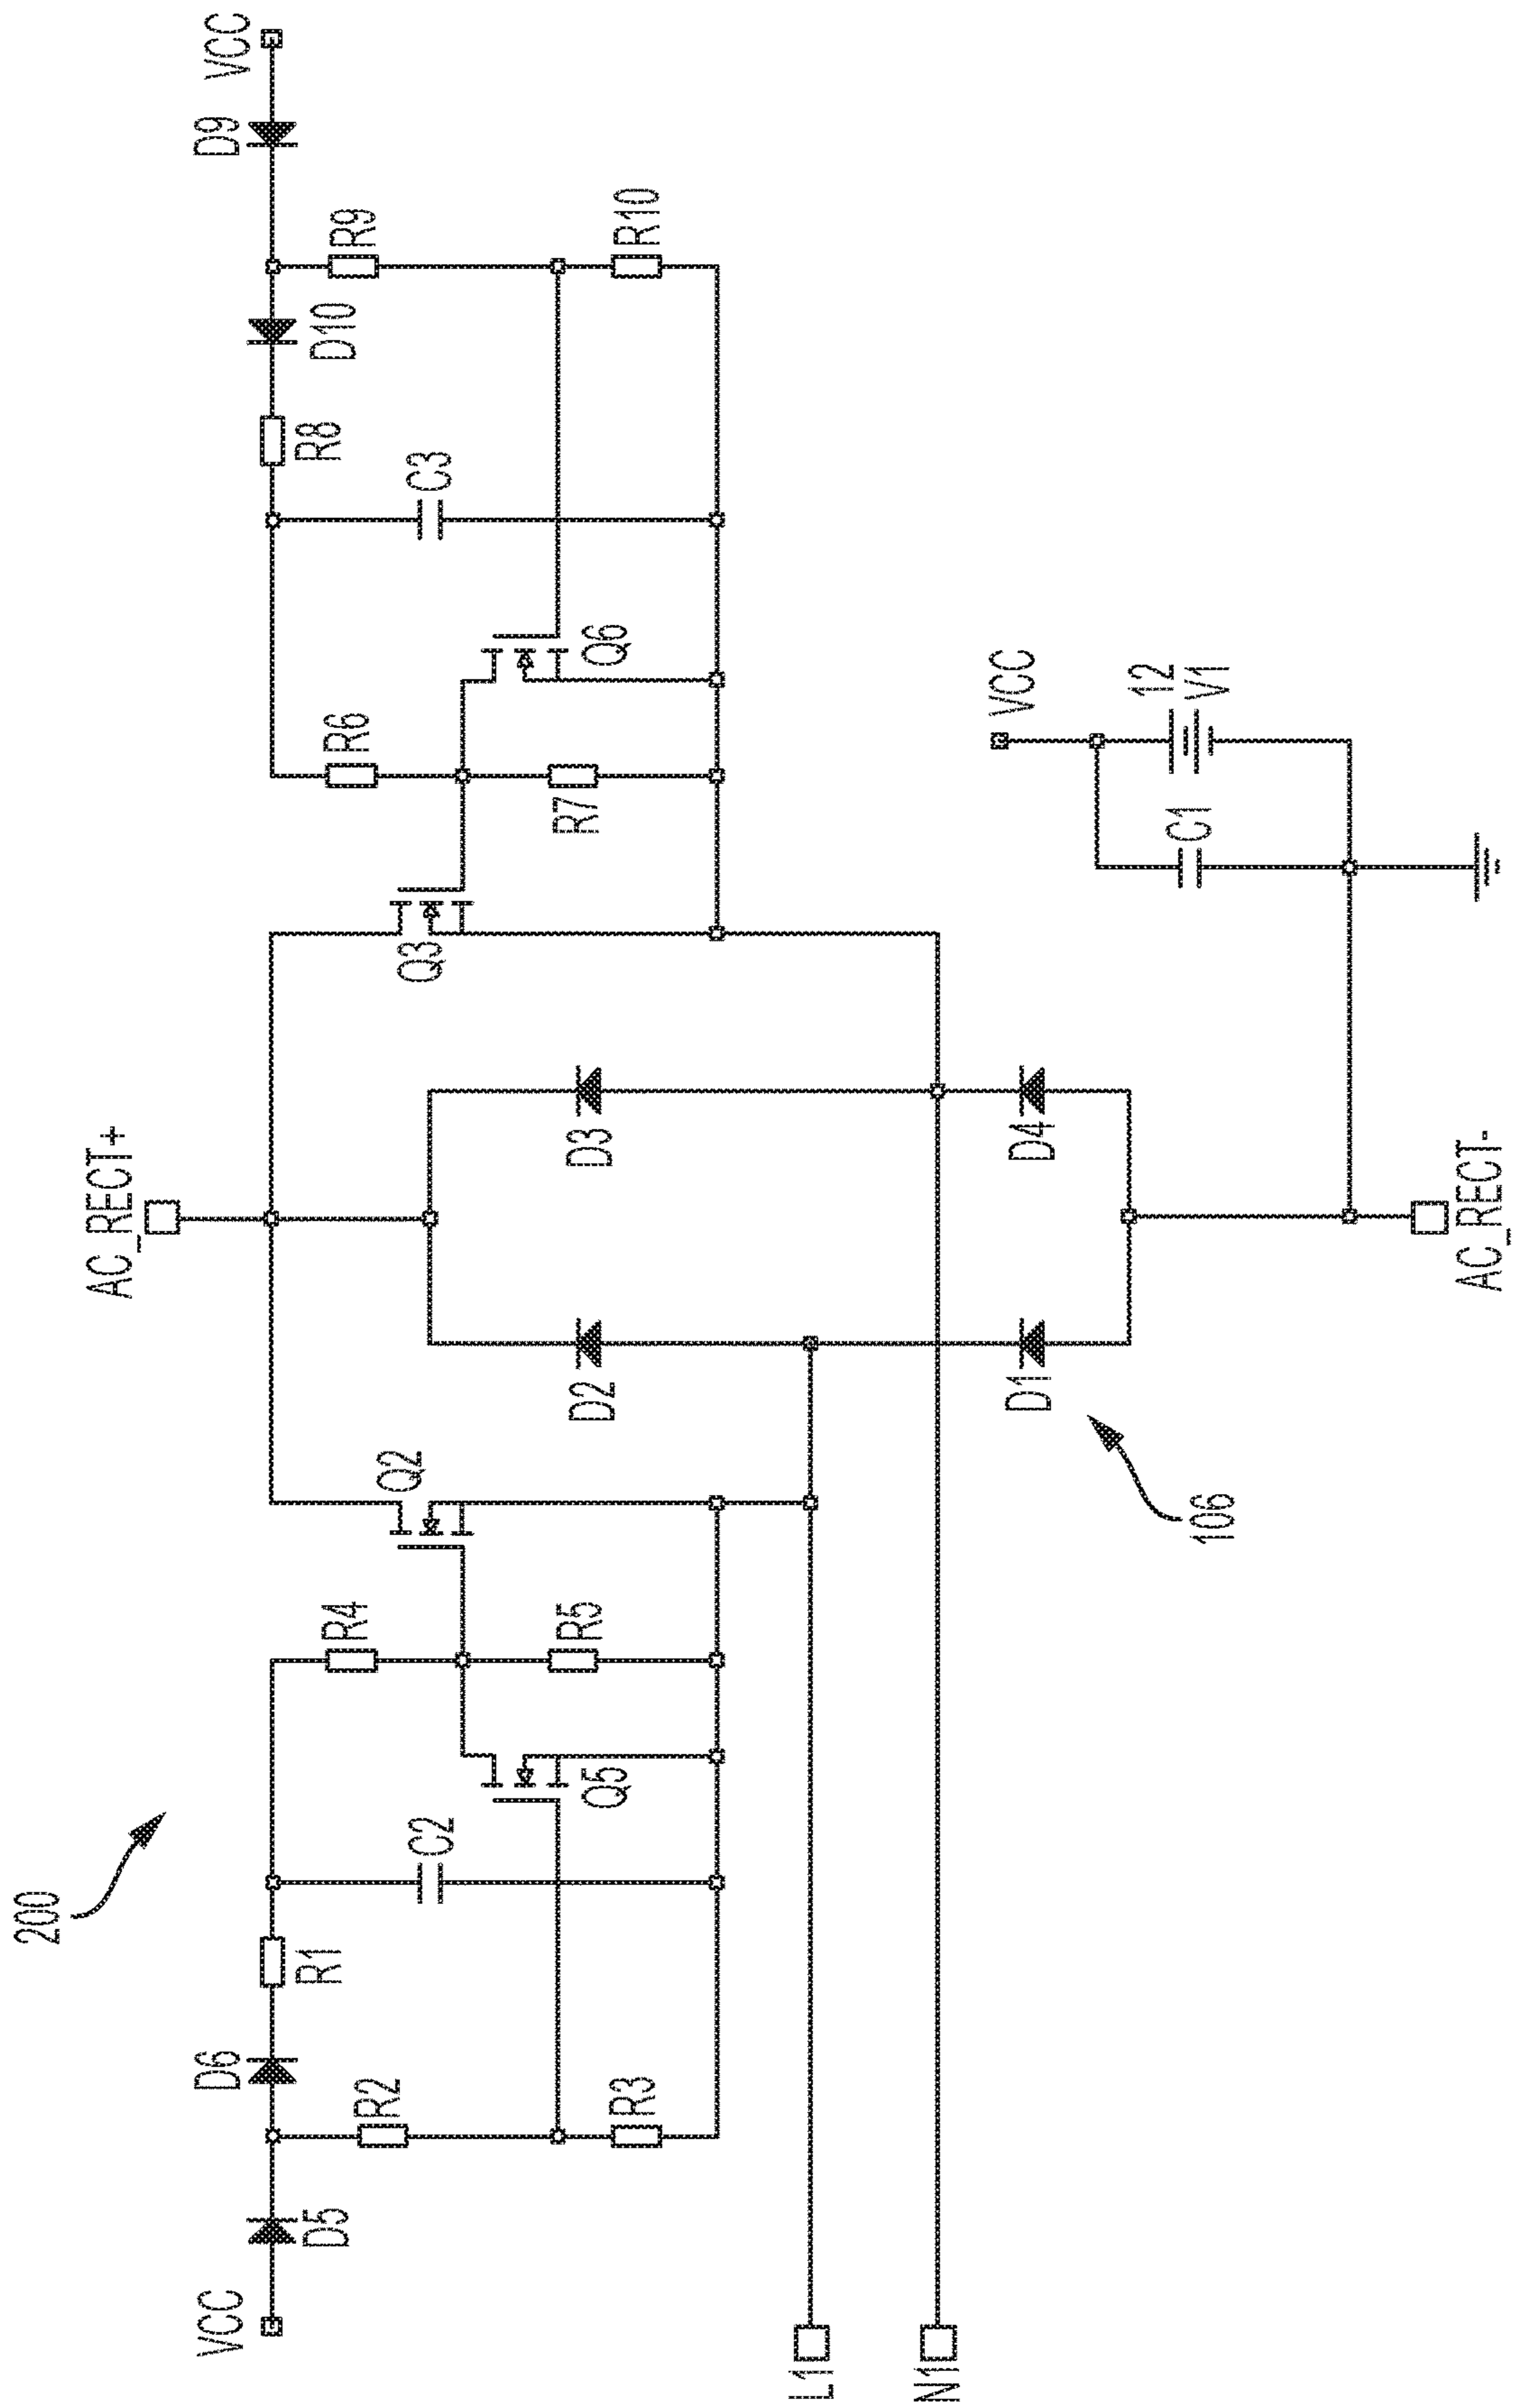 200
AC_RECT+
VCC
D5
D6
R1
R2
R3
C2
Q5
R4
R5
Q2
D2
D3
Q3
R6
R7
Q6
C3
R8
D10
R9
R10
D9
VCC
L1
N1
D1
D4
106
VCC
C1
12
V1
AC_RECT-